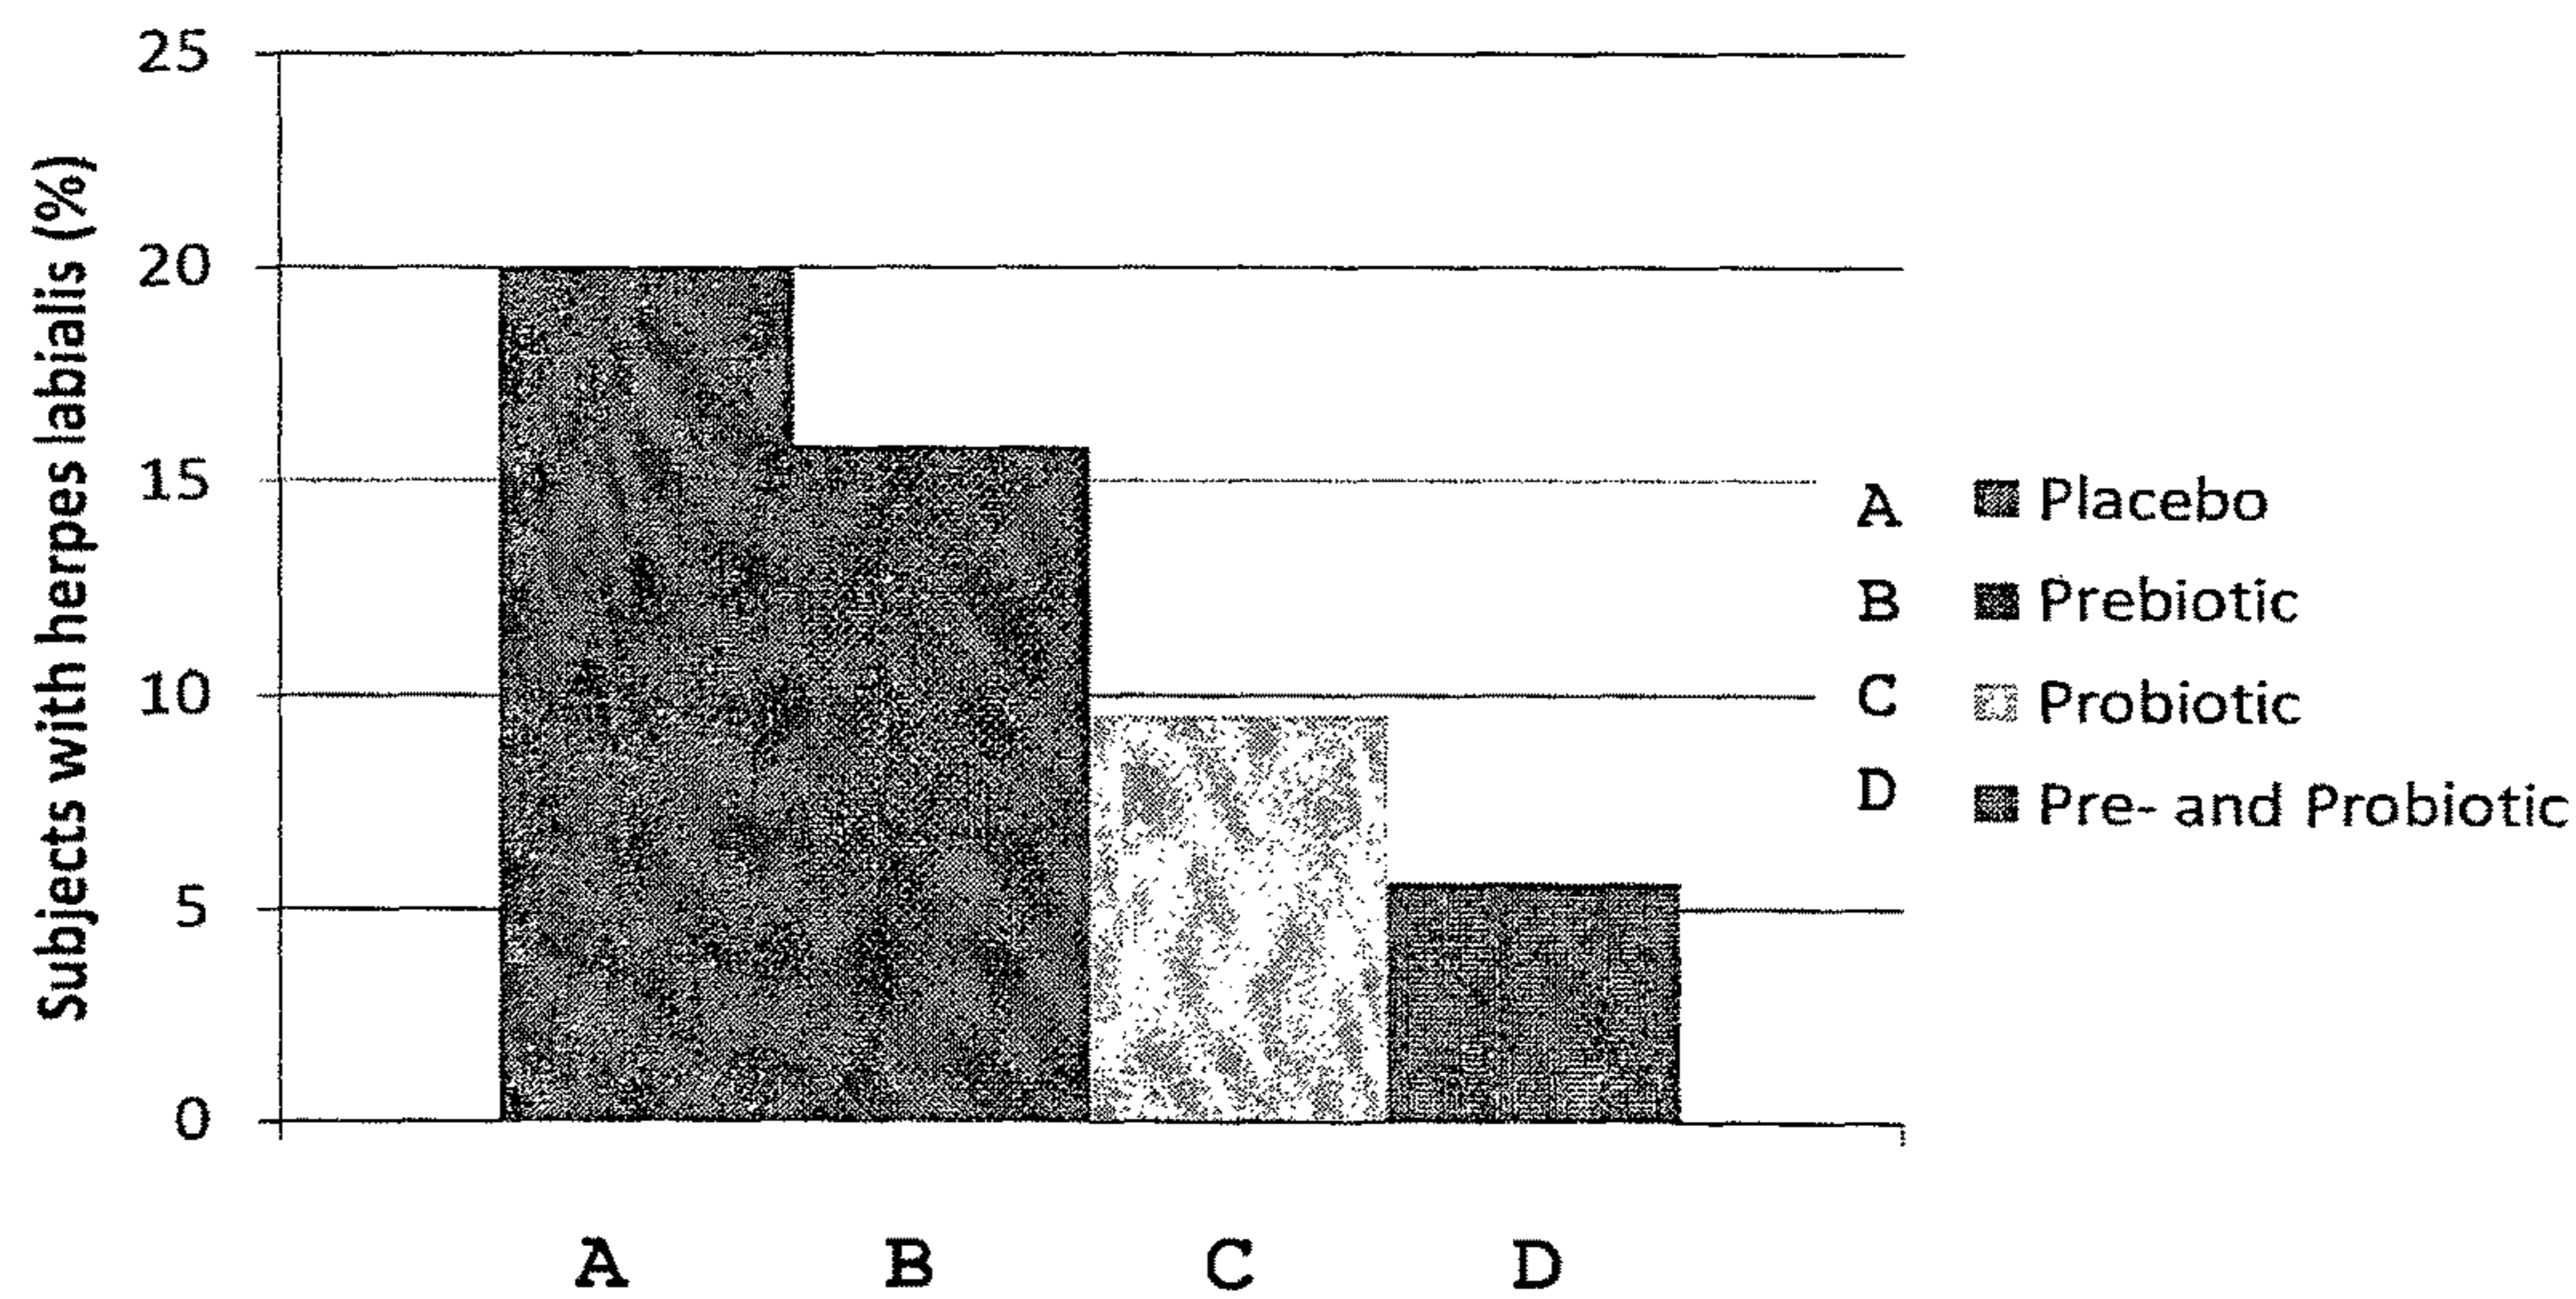 Subjects with herpes labialis (%)
25
20
15
10
5
0
A Placebo
B Prebiotic
C Probiotic
D Pre- and Probiotic
A B C D